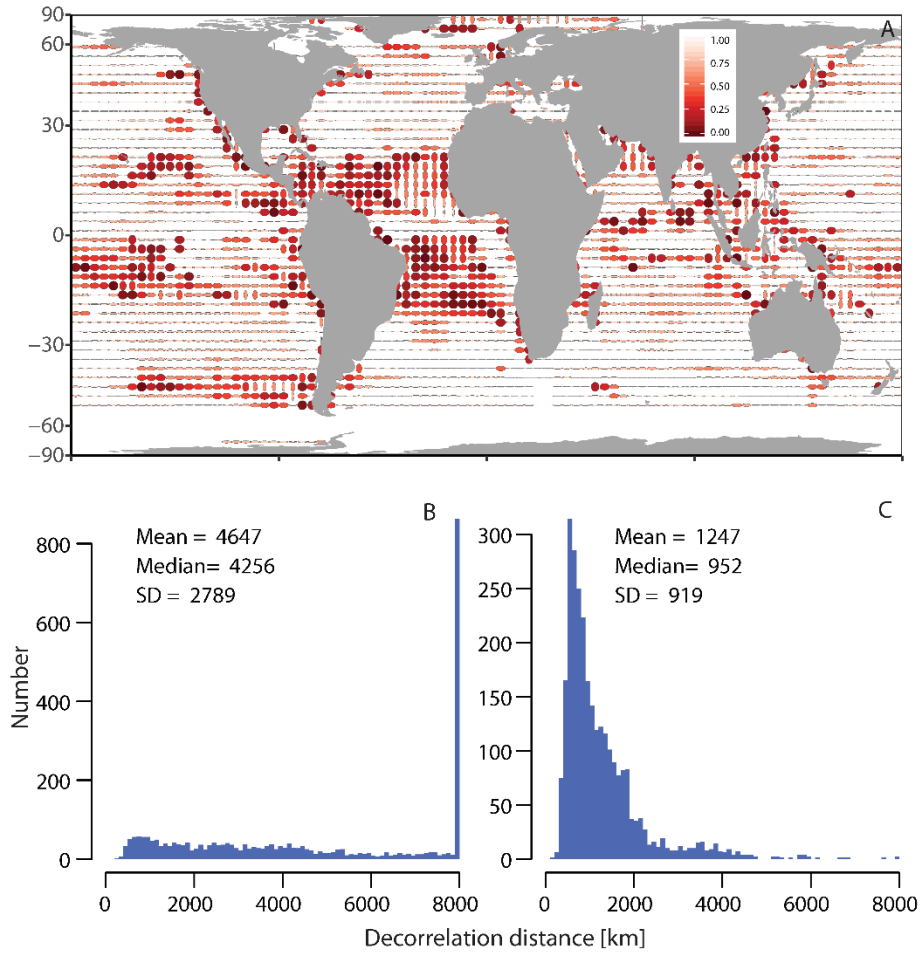 A
90
60
30
0
−30
−60
−90
1.00
0.75
0.50
0.25
0.00
B
Mean = 4647
Median= 4256
SD = 2789
800
600
400
200
0
Number
0 2000 4000 6000 8000
C
Mean = 1247
Median= 952
SD = 919
300
250
200
150
100
50
0
0 2000 4000 6000 8000
Decorrelation distance [km]